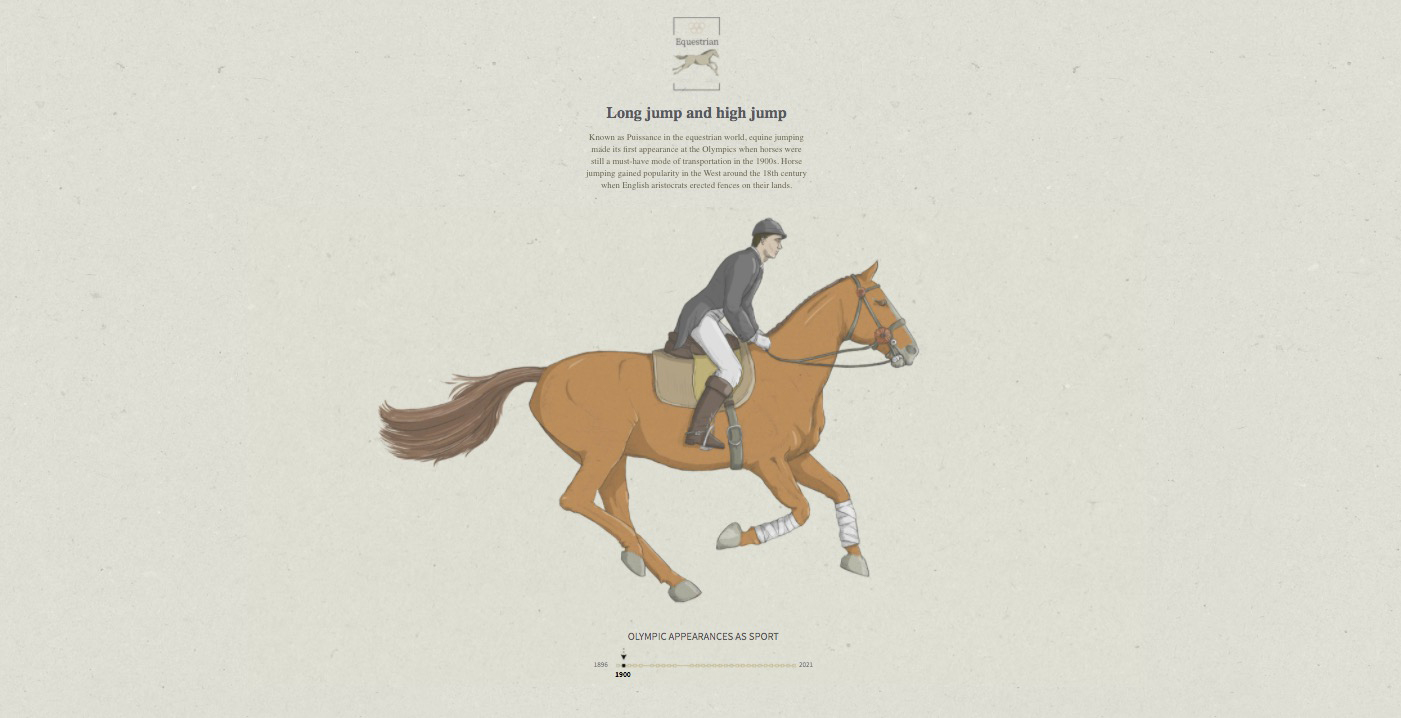 Equestrian
Long jump and high jump
Known as Puissance in the equestrian world, equine jumping
made its first appearance at the Olympics when horses were
still a must-have mode of transportation in the 1900s. Horse
jumping gained popularity in the West around the 18th century
when English aristocrats erected fences on their lands.
OLYMPIC APPEARANCES AS SPORT
1896 2021
1900